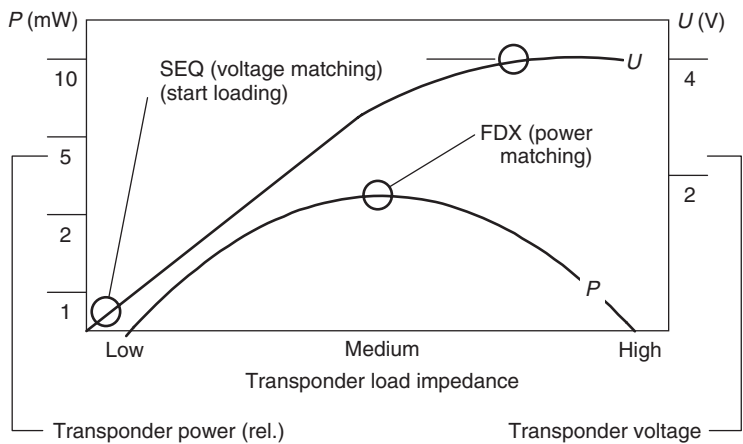 P (mW)
U (V)
10
5
2
1
4
2
SEQ (voltage matching)
(start loading)
U
FDX (power
matching)
P
Low
Medium
High
Transponder load impedance
Transponder power (rel.)
Transponder voltage